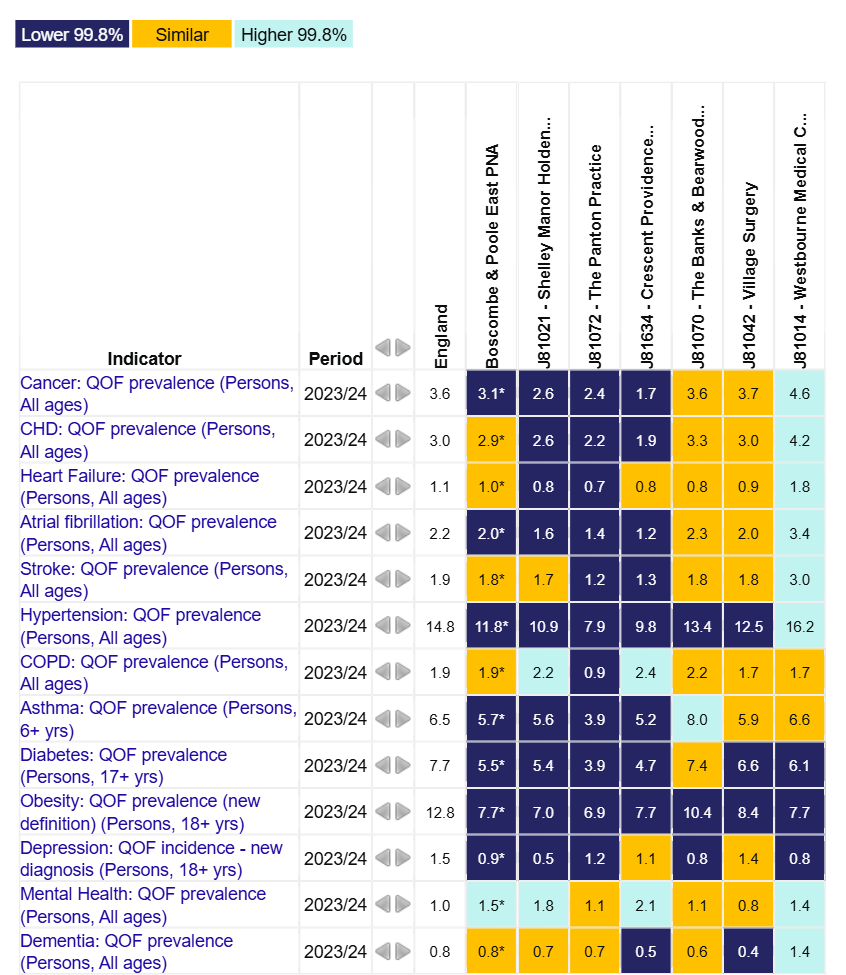 Lower 99.8% Similar Higher 99.8%
Indicator Period England Boscombe & Poole East PNA J81021 - Shelley Manor Holden... J81072 - The Panton Practice J81634 - Crescent Providence... J81070 - The Banks & Bearwood... J81042 - Village Surgery J81014 - Westbourne Medical C...
Cancer: QOF prevalence (Persons,
All ages) 2023/24 3.6 3.1* 2.6 2.4 1.7 3.6 3.7 4.6
CHD: QOF prevalence (Persons,
All ages) 2023/24 3.0 2.9* 2.6 2.2 1.9 3.3 3.0 4.2
Heart Failure: QOF prevalence
(Persons, All ages) 2023/24 1.1 1.0* 0.8 0.7 0.8 0.8 0.9 1.8
Atrial fibrillation: QOF prevalence
(Persons, All ages) 2023/24 2.2 2.0* 1.6 1.4 1.2 2.3 2.0 3.4
Stroke: QOF prevalence (Persons,
All ages) 2023/24 1.9 1.8* 1.7 1.2 1.3 1.8 1.8 3.0
Hypertension: QOF prevalence
(Persons, All ages) 2023/24 14.8 11.8* 10.9 7.9 9.8 13.4 12.5 16.2
COPD: QOF prevalence (Persons,
All ages) 2023/24 1.9 1.9* 2.2 0.9 2.4 2.2 1.7 1.7
Asthma: QOF prevalence (Persons,
6+ yrs) 2023/24 6.5 5.7* 5.6 3.9 5.2 8.0 5.9 6.6
Diabetes: QOF prevalence
(Persons, 17+ yrs) 2023/24 7.7 5.5* 5.4 3.9 4.7 7.4 6.6 6.1
Obesity: QOF prevalence (new
definition) (Persons, 18+ yrs) 2023/24 12.8 7.7* 7.0 6.9 7.7 10.4 8.4 7.7
Depression: QOF incidence - new
diagnosis (Persons, 18+ yrs) 2023/24 1.5 0.9* 0.5 1.2 1.1 0.8 1.4 0.8
Mental Health: QOF prevalence
(Persons, All ages) 2023/24 1.0 1.5* 1.8 1.1 2.1 1.1 0.8 1.4
Dementia: QOF prevalence
(Persons, All ages) 2023/24 0.8 0.8* 0.7 0.7 0.5 0.6 0.4 1.4